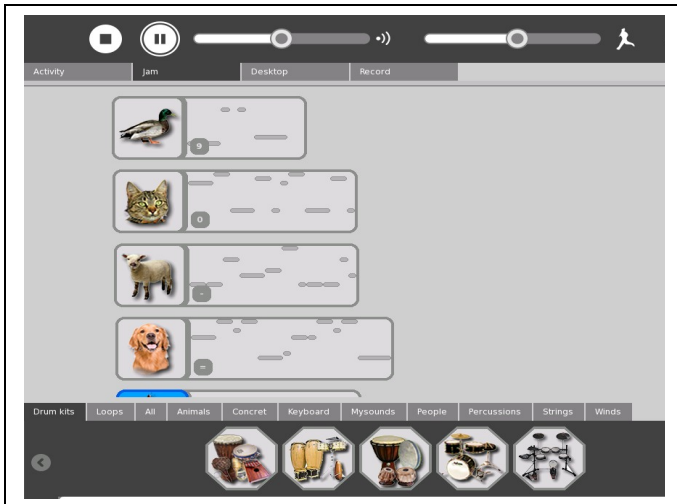 Activity Jam Desktop Record
9
0
-
=
Drum kits Loops All Animals Concret Keyboard Mysounds People Percussions Strings Winds